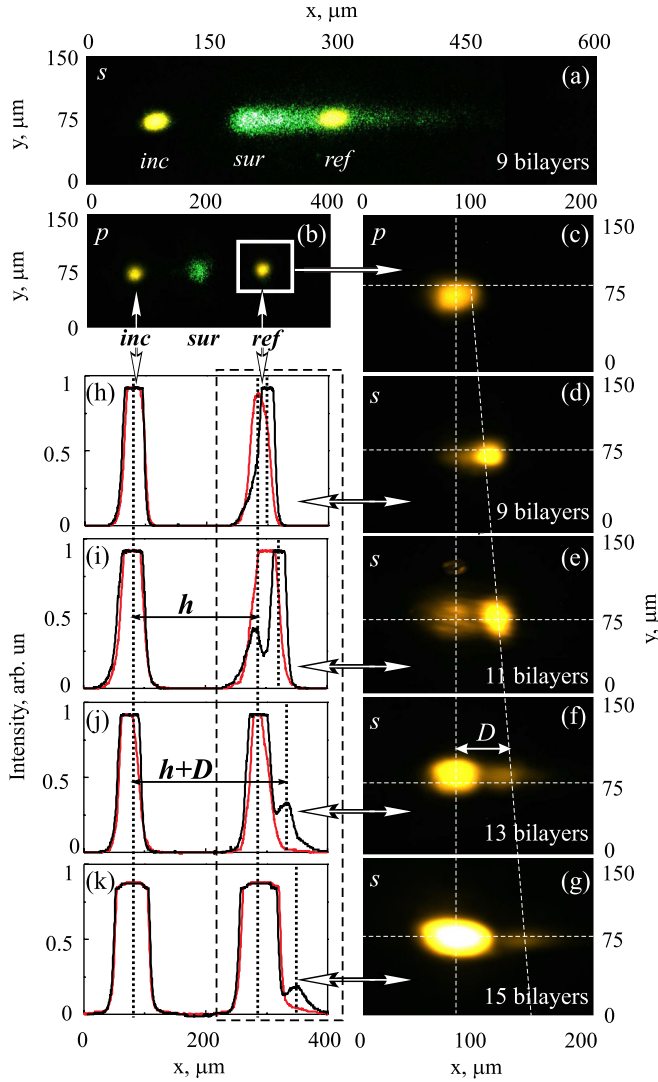 x, μm
0 150 300 450 600
150
75
0
y, μm
s
(a)
inc
sur
ref
9 bilayers
0 200 400
0 100 200
150
75
0
y, μm
p
(b)
inc
sur
ref
p
(c)
150
75
0
(h)
1
0.5
0
s
(d)
9 bilayers
150
75
0
(i)
1
0.5
0
h
s
(e)
11 bilayers
150
75
0
y, μm
Intensity, arb. un
(j)
1
0.5
0
h+D
s
(f)
D
13 bilayers
150
75
0
(k)
1
0.5
0
s
(g)
15 bilayers
150
75
0
0 200 400
x, μm
0 100 200
x, μm